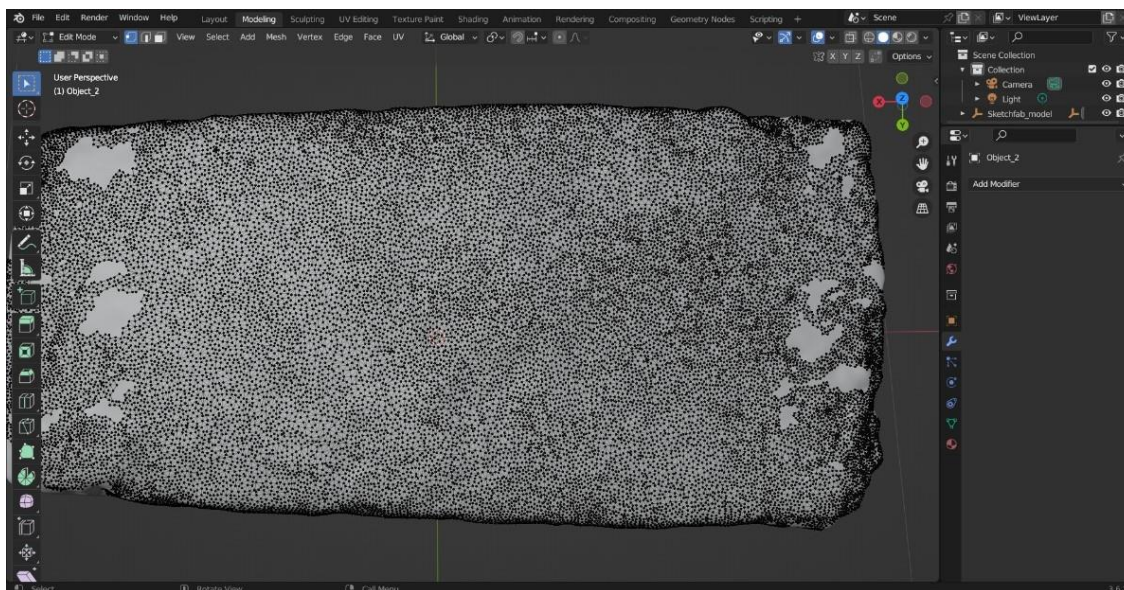 File Edit Render Window Help Layout Modeling Sculpting UV Editing Texture Paint Shading Animation Rendering Compositing Geometry Nodes Scripting + Scene ViewLayer
Edit Mode View Select Add Mesh Vertex Edge Face UV Global
X Y Z Options
User Perspective
(1) Object_2
X Z Y
Scene Collection
Collection
Camera
Light
Sketchfab_model
Object_2
Add Modifier
Select Rotate View Call Menu